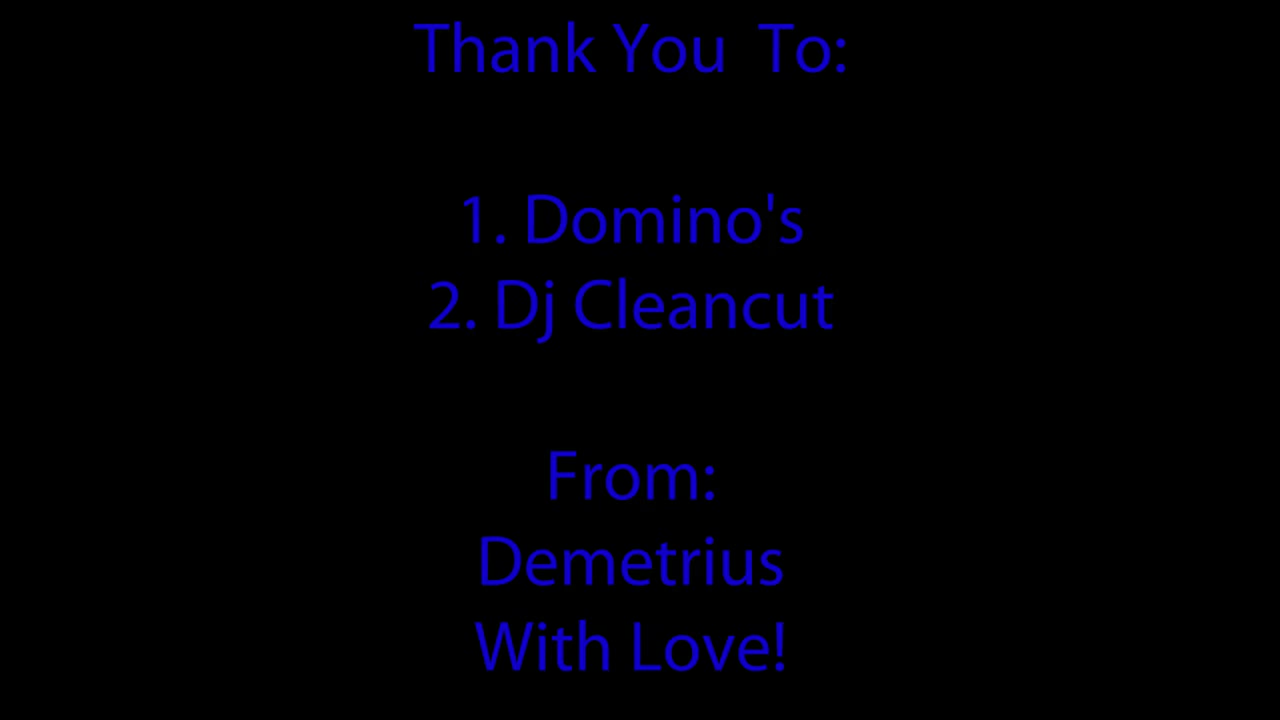 Thank You  To:
1. Domino's
2. Dj Cleancut
From:
Demetrius
With Love!